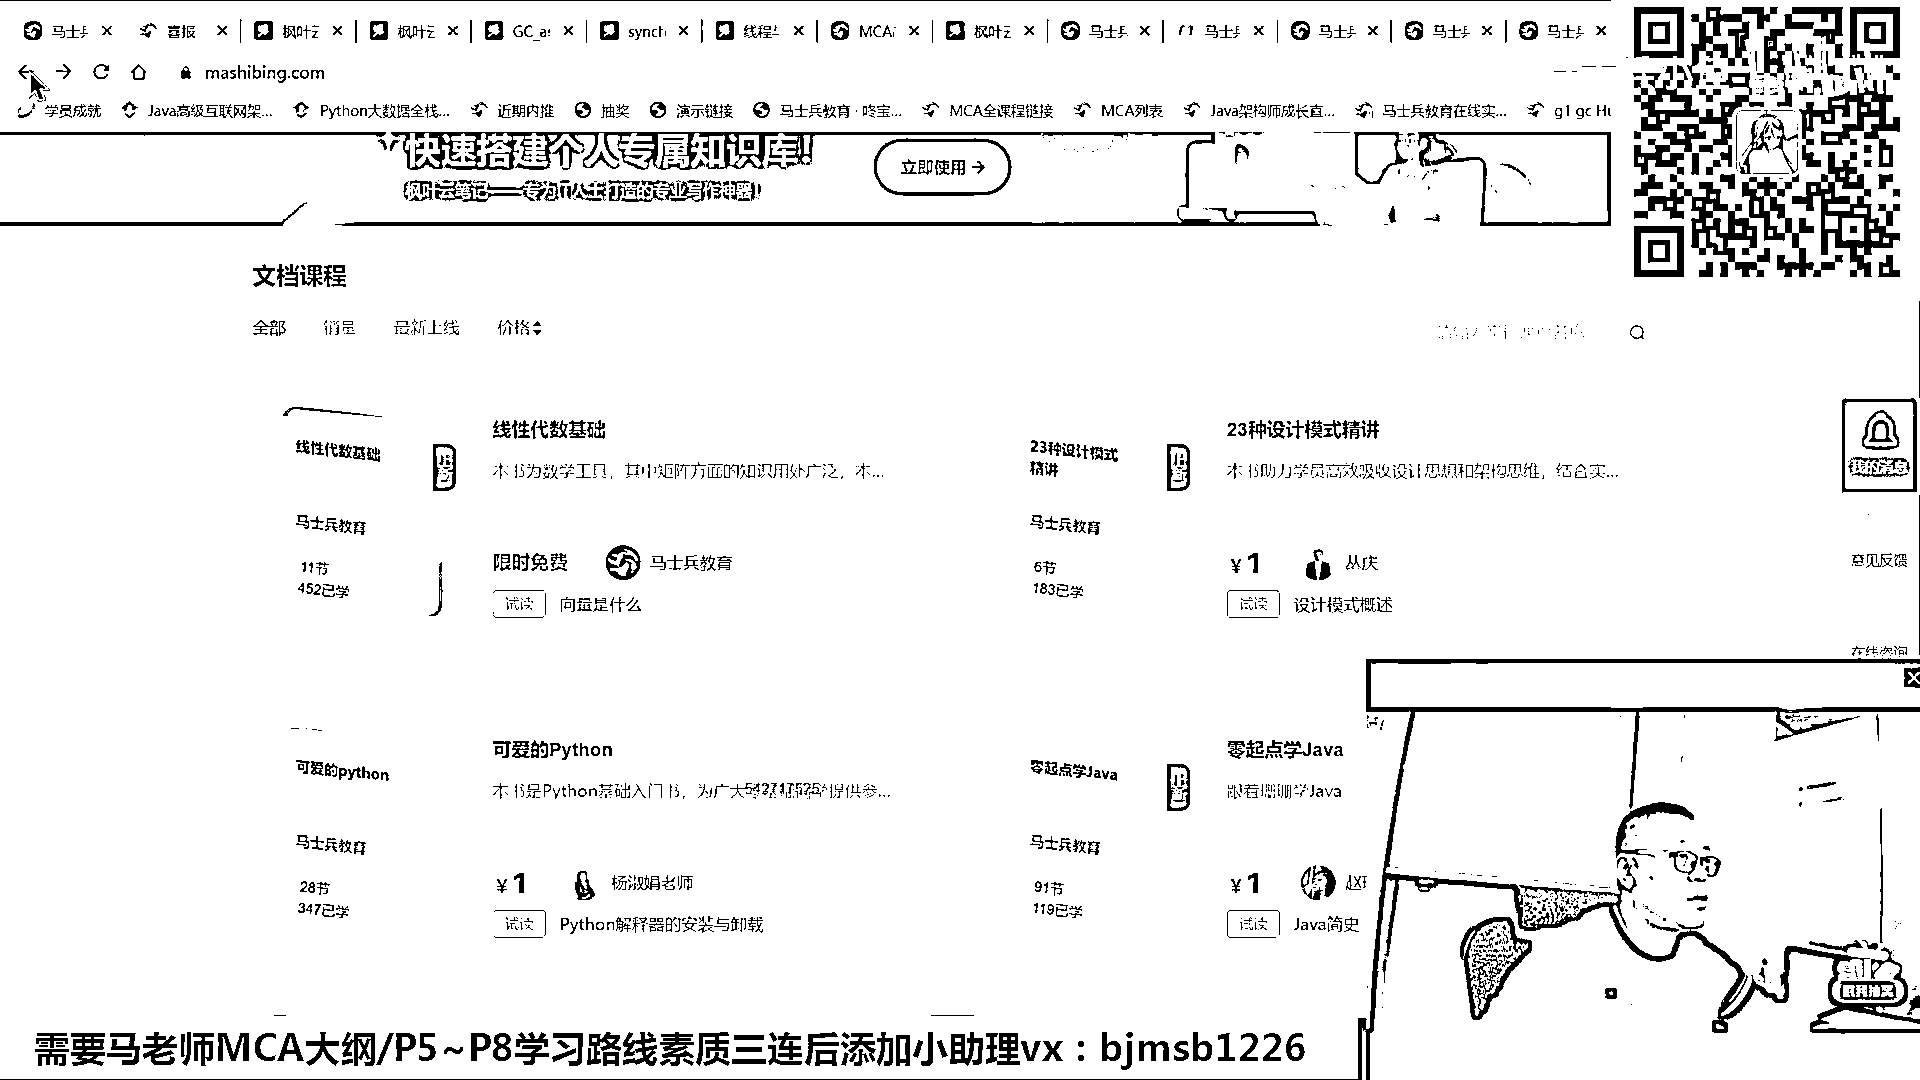 马士兵 喜报 枫叶云 枫叶云 GC_as synch 线程 MCA 枫叶云 马士兵 马士兵 马士兵 马士兵 马士兵
mashibing.com
学员成就 Java高级互联网架... Python大数据全栈... 近期内推 抽奖 演示链接 马士兵教育 · 咚宝... MCA全课程链接 MCA列表 Java架构师成长直... 马士兵教育在线实... g1 gc Hu
快速搭建个人专属知识库!
枫叶云笔记——专为IT人士打造的专业写作神器!
立即使用
文档课程
全部 销量 最新上线 价格
线性代数基础
马士兵教育
11节
452已学
线性代数基础
本书为数学工具，其中矩阵方面的知识用处广泛，本...
限时免费 马士兵教育
试读 向量是什么
23种设计模式
精讲
马士兵教育
6节
183已学
23种设计模式精讲
本书助力学员高效吸收设计思想和架构思维，结合实...
¥1 丛庆
试读 设计模式概述
可爱的python
马士兵教育
28节
347已学
可爱的Python
本书是Python基础入门书，为广大
提供参...
542717525
¥1 杨淑娟老师
试读 Python解释器的安装与卸载
零起点学Java
马士兵教育
91节
119已学
零起点学Java
跟着珊珊学Java
¥1 赵
试读 Java简史
我的消息
意见反馈
在线咨询
需要马老师MCA大纲/P5~P8学习路线素质三连后添加小助理vx：bjmsb1226